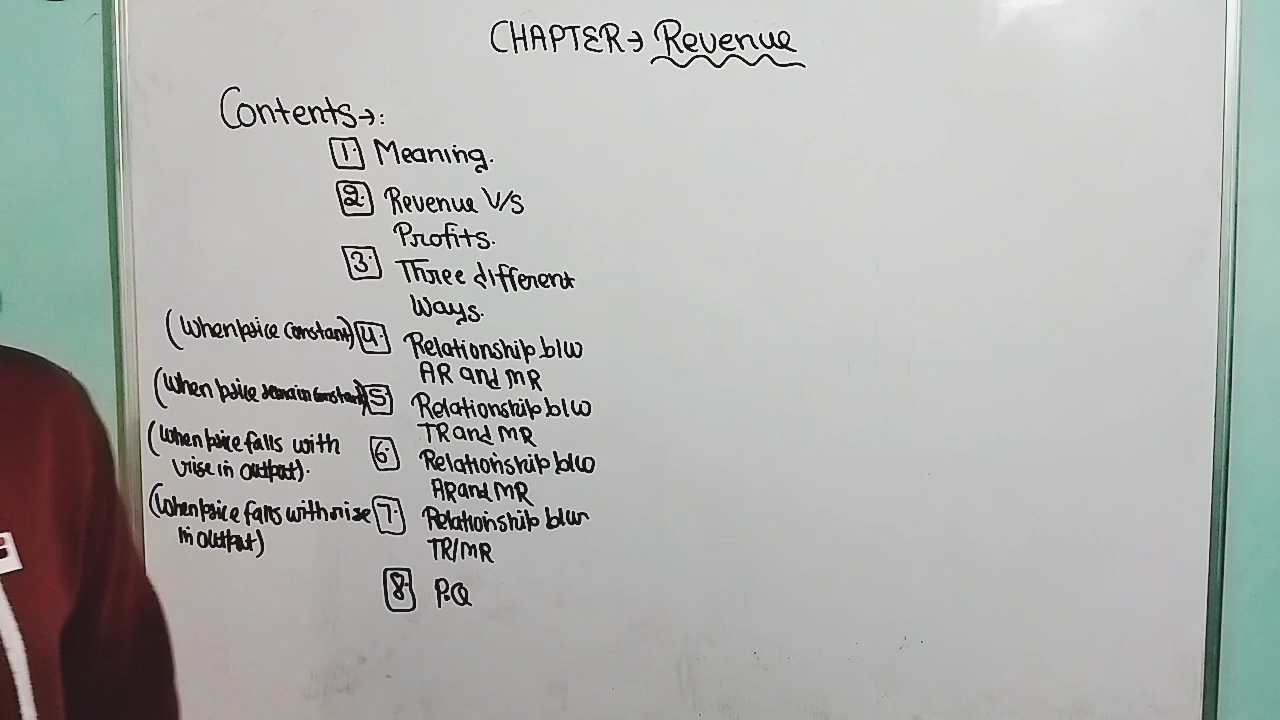 CHAPTER→ Revenue
Contents→:
1. Meaning.
2. Revenue V/S
Profits.
3. Three different
Ways.
(When price Constant) 4. Relationship b/w
AR and MR
(When price remain Constant) 5. Relationship b/w
TR and MR
(When price falls with
rise in output). 6. Relationship b/w
AR and MR
(When price falls with rise
in output) 7. Relationship b/w
TR/MR
8. P.Q